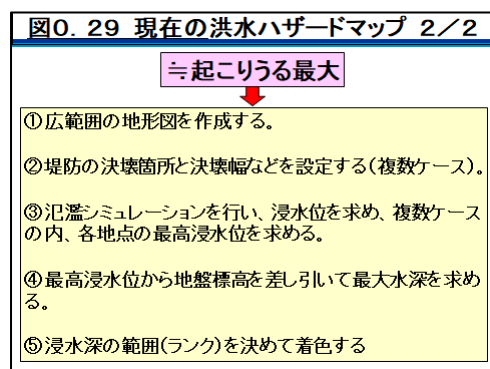 図0.29 現在の洪水ハザードマップ 2/2
≒起こりうる最大
①広範囲の地形図を作成する。
②堤防の決壊箇所と決壊幅などを設定する(複数ケース)。
③氾濫シミュレーションを行い、浸水位を求め、複数ケース
の内、各地点の最高浸水位を求める。
④最高浸水位から地盤標高を差し引いて最大水深を求め
る。
⑤浸水深の範囲(ランク)を決めて着色する